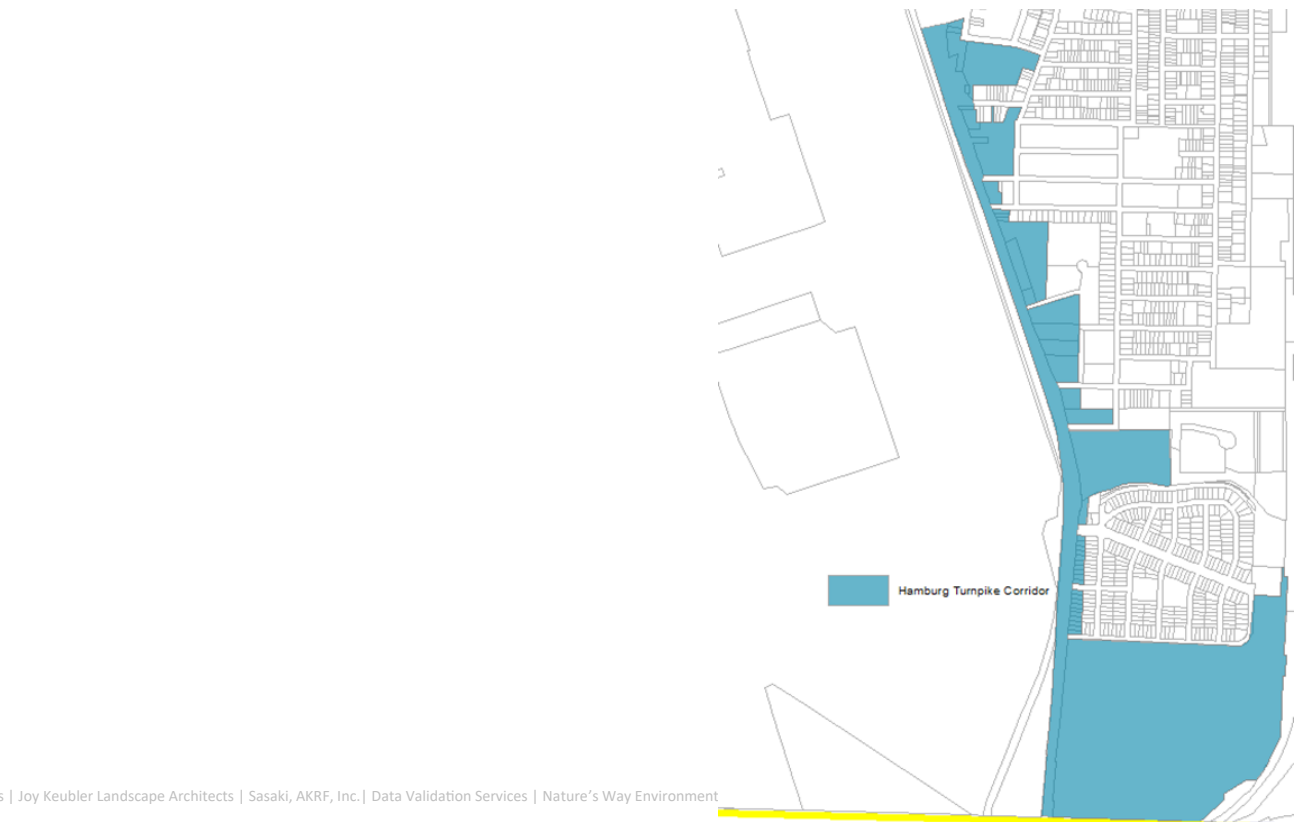 Hamburg Turnpike Corridor
s | Joy Keubler Landscape Architects | Sasaki, AKRF, Inc.| Data Validation Services | Nature's Way Environment